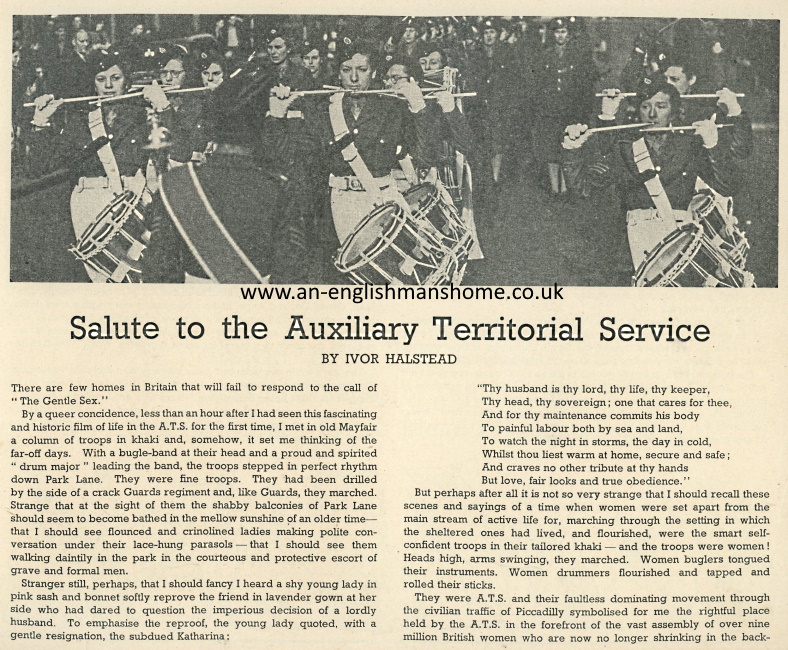 www.an-englishmanshome.co.uk
Salute to the Auxiliary Territorial Service
BY IVOR HALSTEAD
There are few homes in Britain that will fail to respond to the call of
“ The Gentle Sex.”
By a queer concidence, less than an hour after I had seen this fascinating
and historic film of life in the A.T.S. for the first time, I met in old Mayfair
a column of troops in khaki and, somehow, it set me thinking of the
far-off days. With a bugle-band at their head and a proud and spirited
“ drum major ” leading the band, the troops stepped in perfect rhythm
down Park Lane. They were fine troops. They had been drilled
by the side of a crack Guards regiment and, like Guards, they marched.
Strange that at the sight of them the shabby balconies of Park Lane
should seem to become bathed in the mellow sunshine of an older time—
that I should see flounced and crinolined ladies making polite con-
versation under their lace-hung parasols — that I should see them
walking daintily in the park in the courteous and protective escort of
grave and formal men.
Stranger still, perhaps, that I should fancy I heard a shy young lady in
pink sash and bonnet softly reprove the friend in lavender gown at her
side who had dared to question the imperious decision of a lordly
husband. To emphasise the reproof, the young lady quoted, with a
gentle resignation, the subdued Katharina:
“Thy husband is thy lord, thy life, thy keeper,
Thy head, thy sovereign; one that cares for thee,
And for thy maintenance commits his body
To painful labour both by sea and land,
To watch the night in storms, the day in cold,
Whilst thou liest warm at home, secure and safe;
And craves no other tribute at thy hands
But love, fair looks and true obedience.”
But perhaps after all it is not so very strange that I should recall these
scenes and sayings of a time when women were set apart from the
main stream of active life for, marching through the setting in which
the sheltered ones had lived, and flourished, were the smart self-
confident troops in their tailored khaki — and the troops were women !
Heads high, arms swinging, they marched. Women buglers tongued
their instruments. Women drummers flourished and tapped and
rolled their sticks.
They were A.T.S. and their faultless dominating movement through
the civilian traffic of Piccadilly symbolised for me the rightful place
held by the A.T.S. in the forefront of the vast assembly of over nine
million British women who are now no longer shrinking in the back-